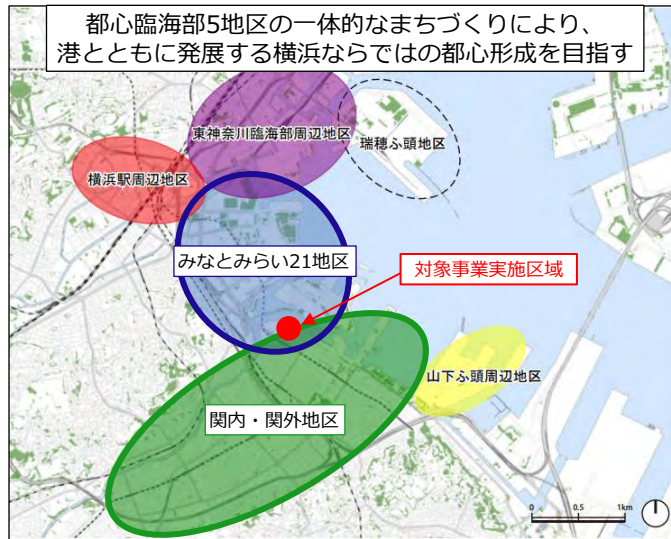 都心臨海部5地区の一体的なまちづくりにより、
港とともに発展する横浜ならではの都心形成を目指す
東神奈川臨海部周辺地区
瑞穂ふ頭地区
横浜駅周辺地区
みなとみらい21地区
対象事業実施区域
山下ふ頭周辺地区
関内・関外地区
0 0.5 1km